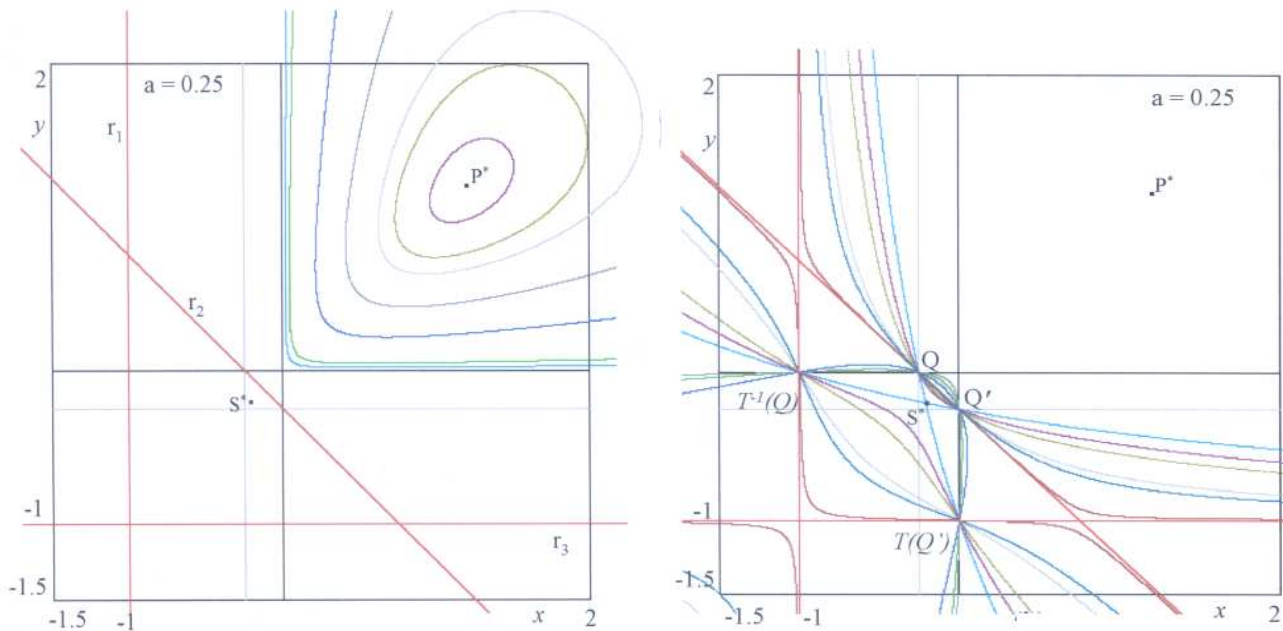 2
a = 0.25
y
r₁
P*
r₂
S*
-1
r₃
-1.5
-1.5
-1
x
2
2
a = 0.25
y
P*
Q
T⁻¹(Q)
Q'
S*
-1
T(Q')
-1.5
-1.5
-1
x
2